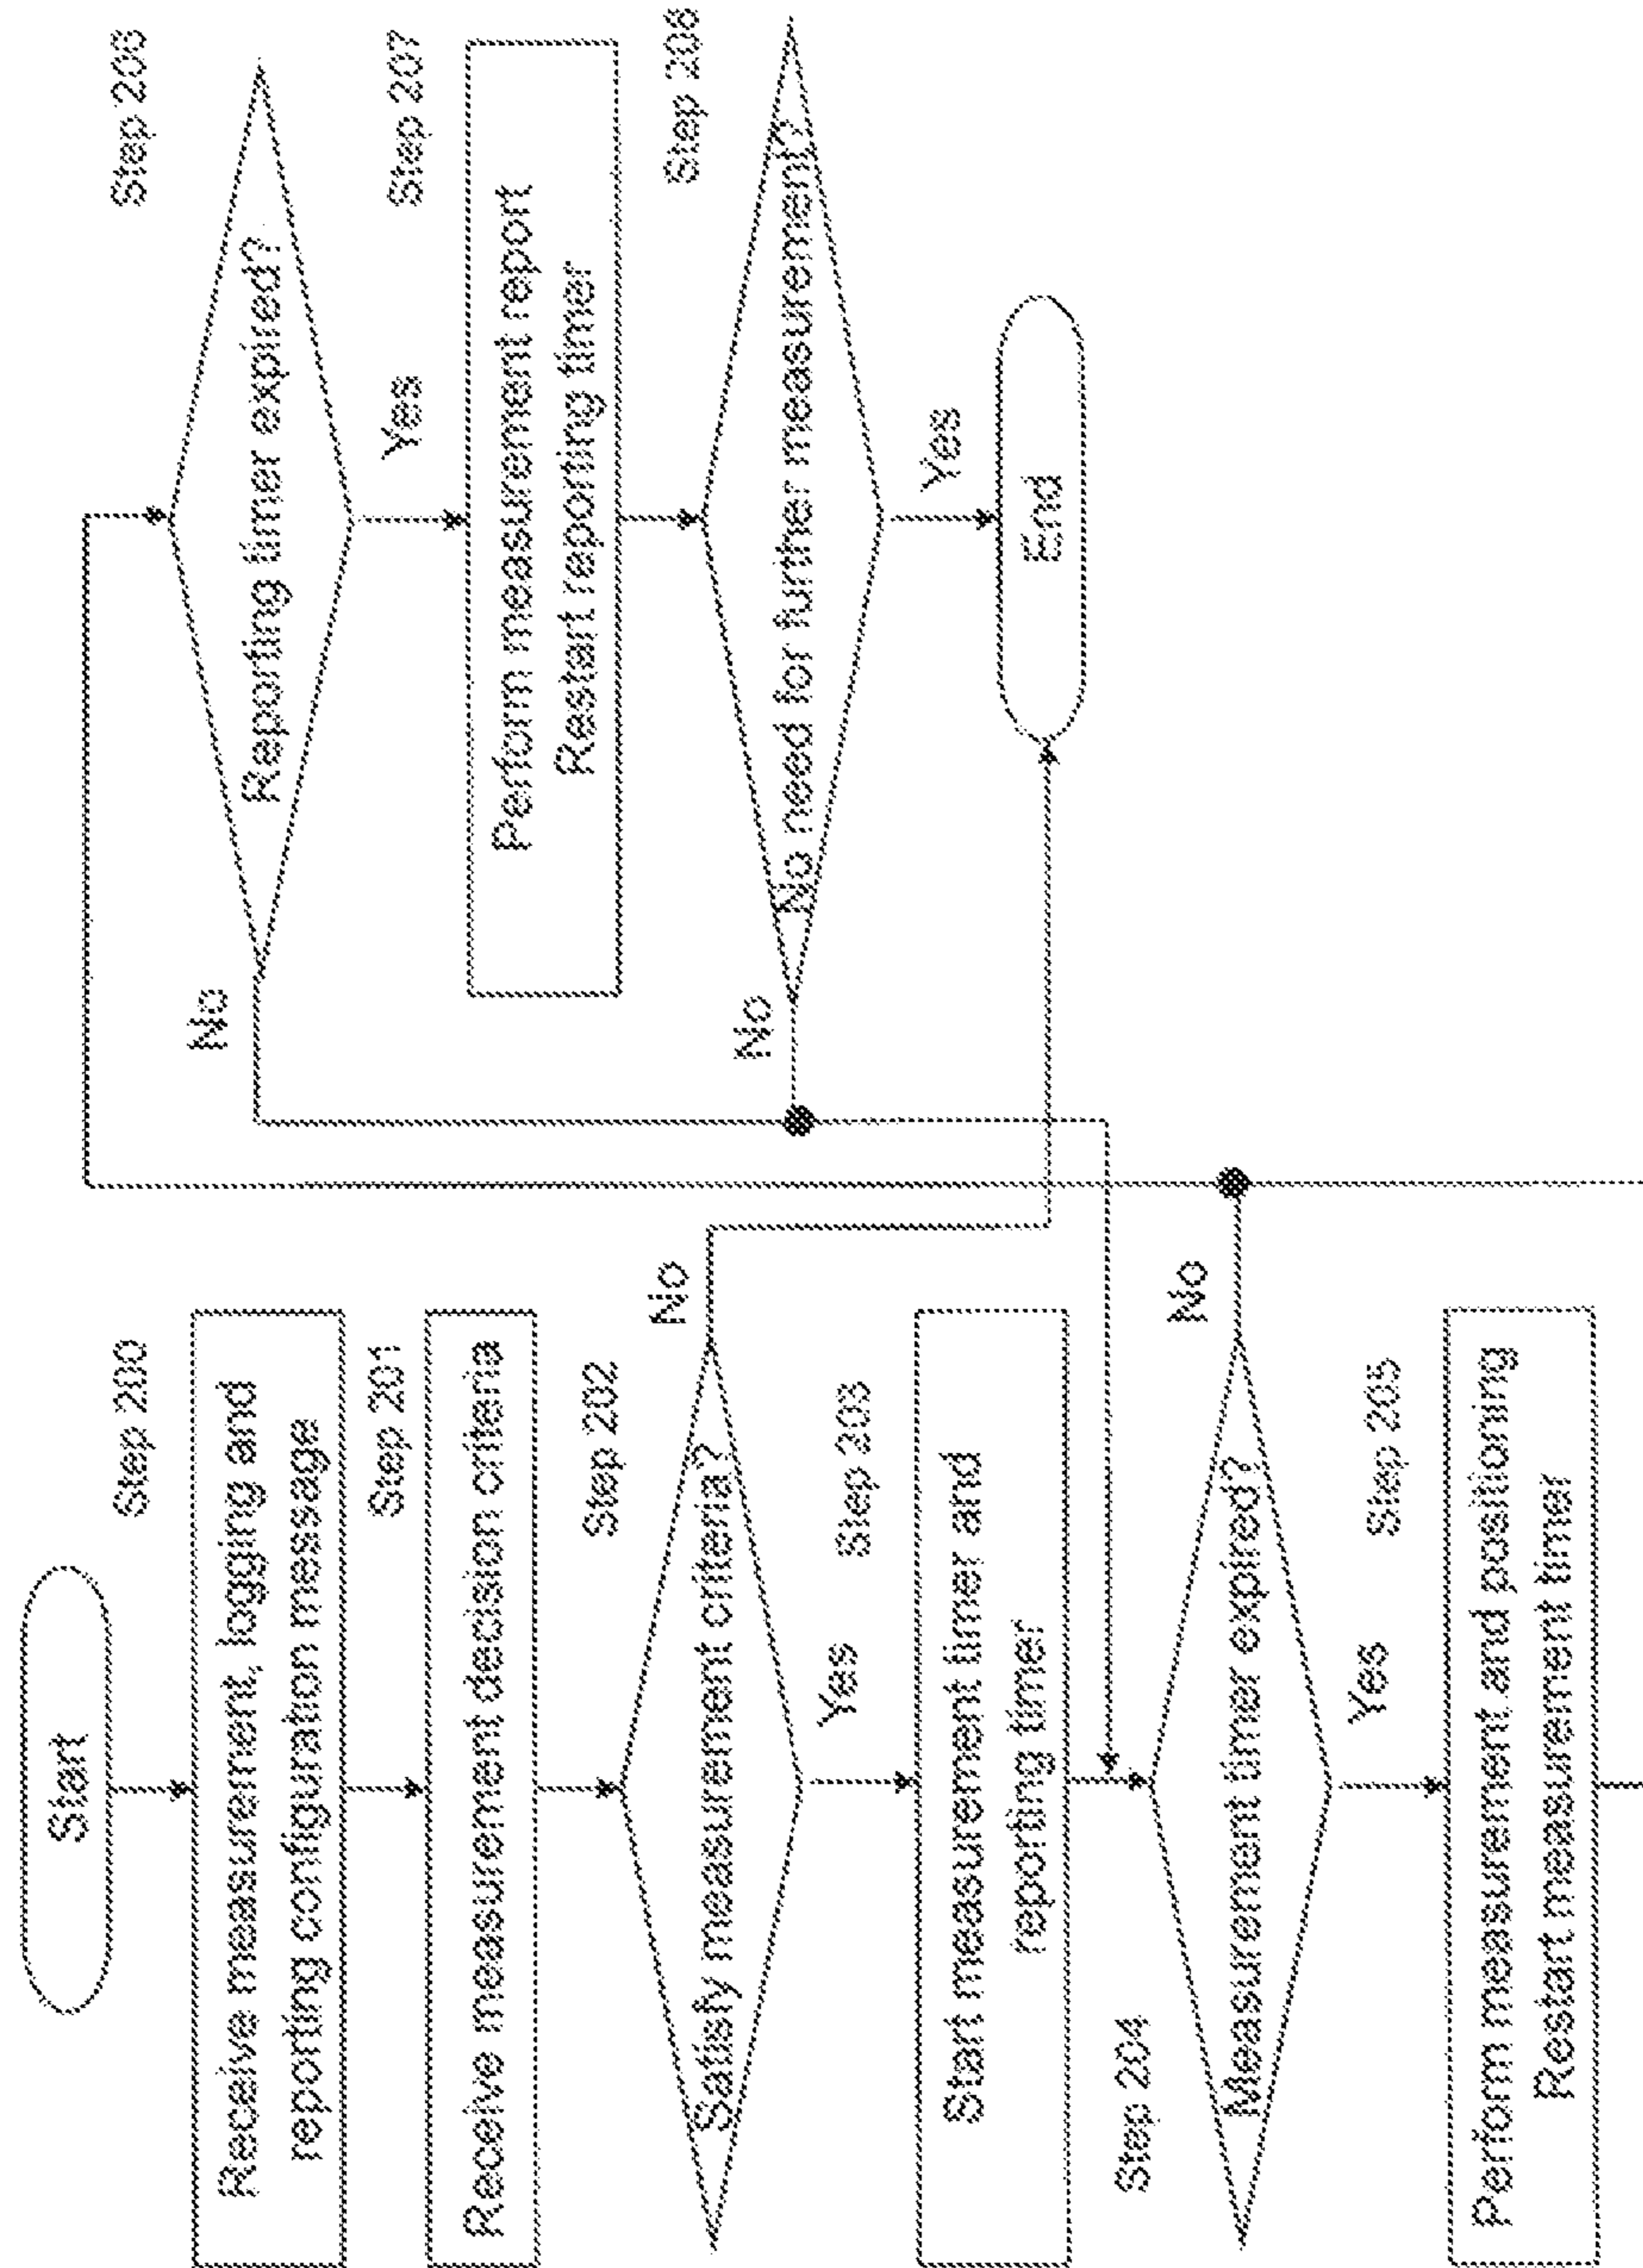 Start
Step 200
Receive measurement, logging and
reporting configuration message
Step 201
Receive measurement decision criteria
Step 202
Satisfy measurement criteria?
No
Yes
Step 203
Start measurement timer and
reporting timer
Step 204
Measurement timer expired?
No
Yes
Step 205
Perform measurement and positioning
Restart measurement timer
Step 206
Reporting timer expired?
No
Yes
Step 207
Perform measurement report
Restart reporting timer
Step 208
No need for further measurement?
No
Yes
End